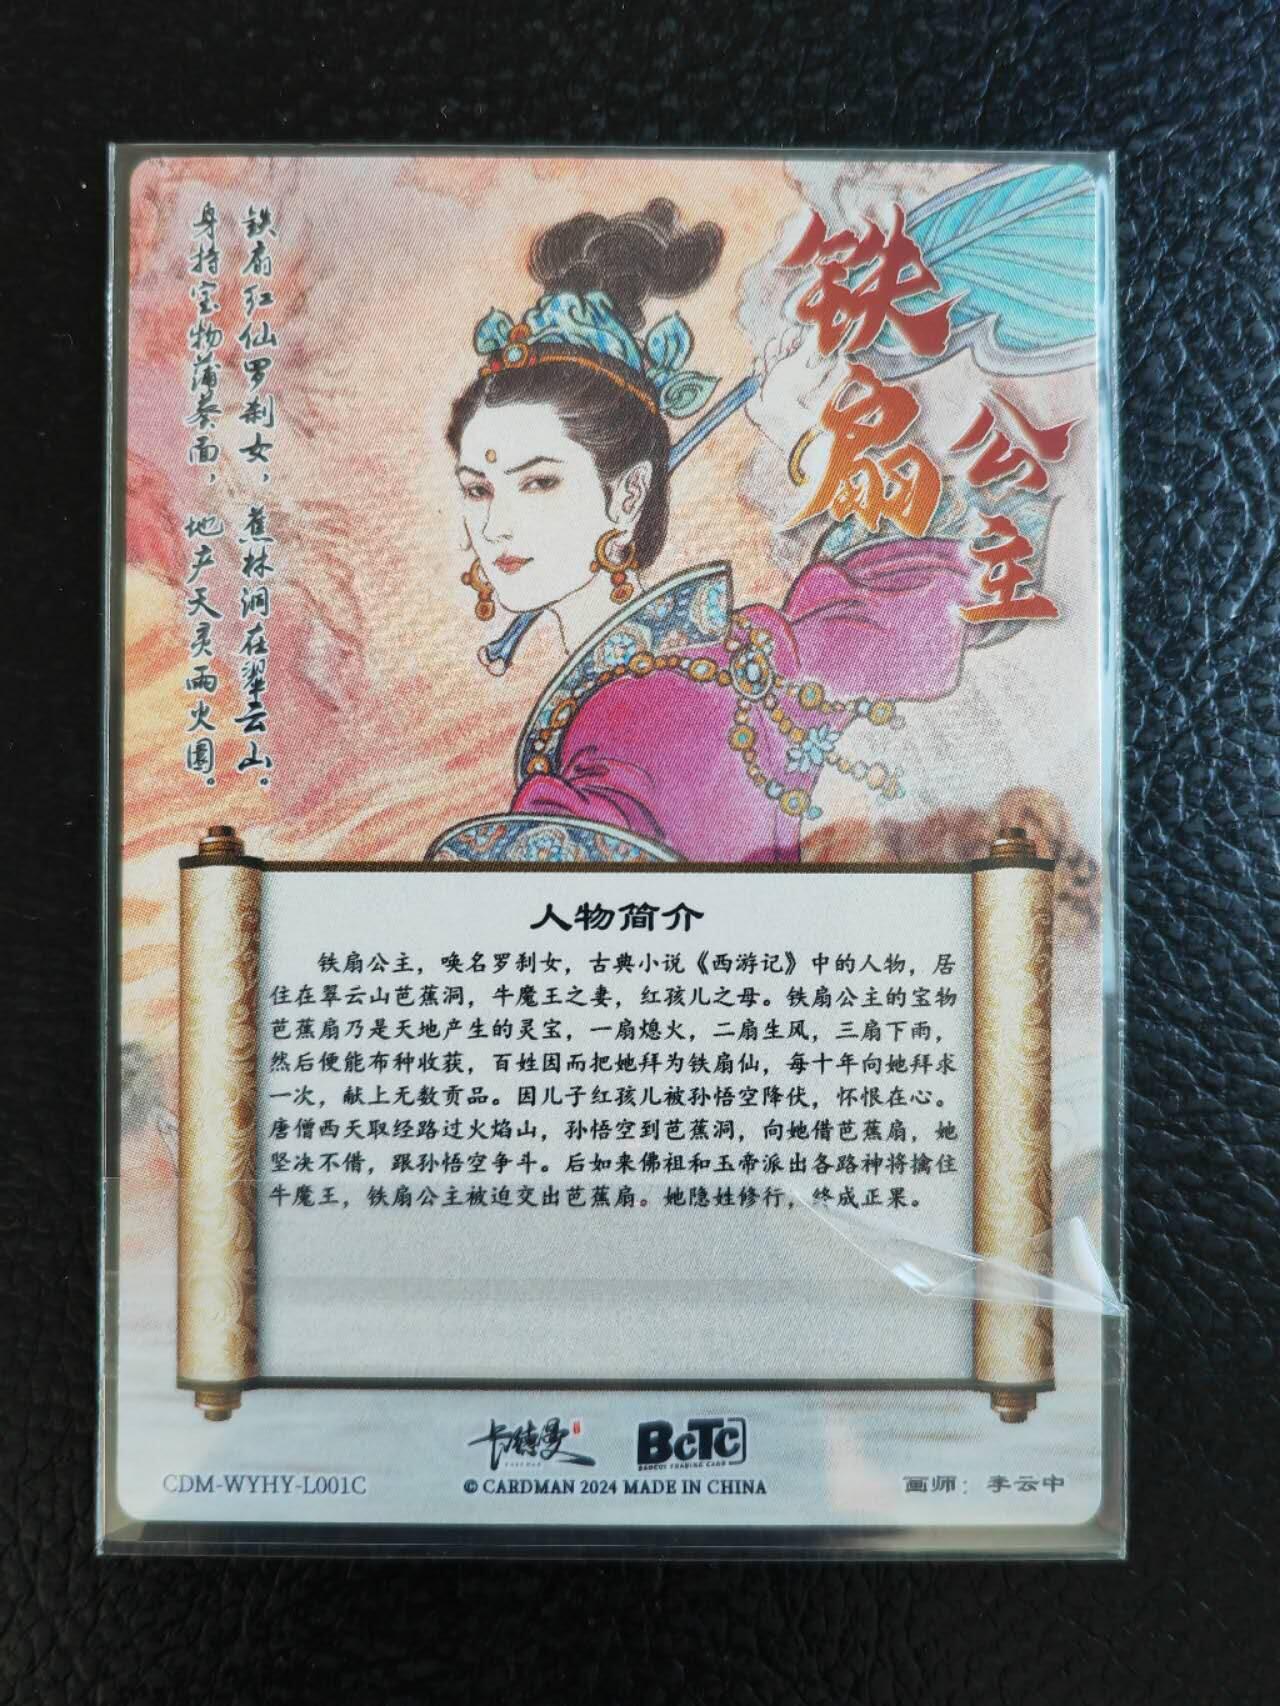 铁扇公主
铁扇红仙罗刹女，蕉林洞在翠云山。
身持宝物蒲葵面，地产天灵雨火圜。
人物简介
铁扇公主，唤名罗刹女，古典小说《西游记》中的人物，居
住在翠云山芭蕉洞，牛魔王之妻，红孩儿之母。铁扇公主的宝物
芭蕉扇乃是天地产生的灵宝，一扇熄火，二扇生风，三扇下雨，
然后便能布种收获，百姓因而把她拜为铁扇仙，每十年向她拜求
一次，献上无数贡品。因儿子红孩儿被孙悟空降伏，怀恨在心。
唐僧西天取经路过火焰山，孙悟空到芭蕉洞，向她借芭蕉扇，她
坚决不借，跟孙悟空争斗。后如来佛祖和玉帝派出各路神将擒住
牛魔王，铁扇公主被迫交出芭蕉扇。她隐姓修行，终成正果。
卡德曼
BCTC
CDM-WYHY-L001C
© CARDMAN 2024 MADE IN CHINA
画师：李云中